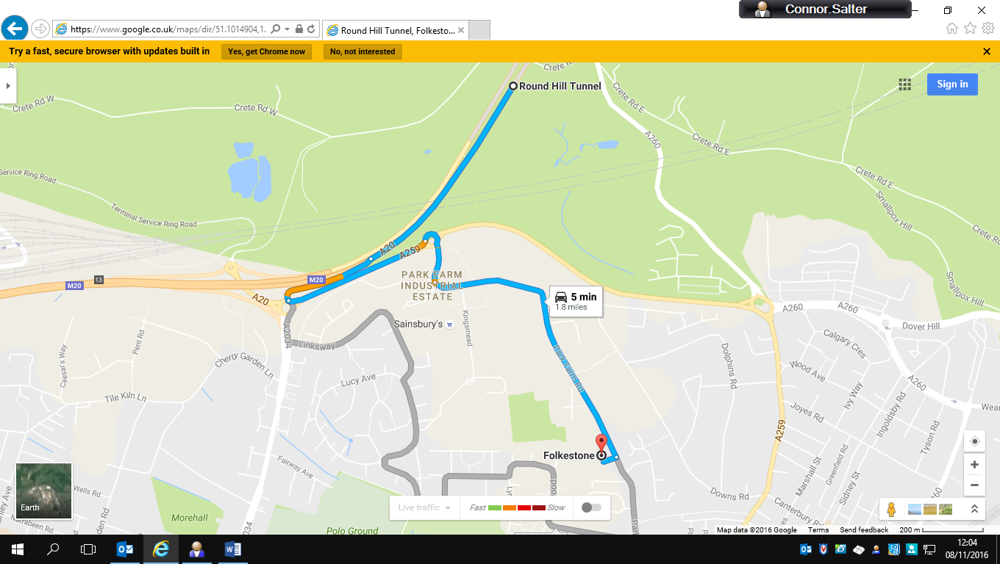 Connor.Salter
https://www.google.co.uk/maps/dir/51.1014904,1.
Round Hill Tunnel, Folkesto...
Try a fast, secure browser with updates built in
Yes, get Chrome now
No, not interested
Sign in
Crete Rd
Round Hill Tunnel
Crete Rd W
Crete Rd W
Crete Rd E
A260
Crete Rd E
Crete Rd E
Service Ring Road
Terminal Service Ring Road
Smallpox Hill
Crete Rd
A20
A259
M20
13
M20
A20
PARK FARM
INDUSTRIAL
ESTATE
5 min
1.8 miles
Smallpox Hill
A260
A260
Dover Hill
Sainsbury's
Kingsmead
A2034
Linksway
Pent Rd
Caesar's Way
Cherry Garden Ln
Lucy Ave
Tile Kiln Ln
Park Farm Rd
Dolphins Rd
Calgary Cres
Wood Ave
A260
Ivy Way
Joyes Rd
Ingoldsby Rd
Wear
A259
Tyson Rd
Greenfield Rd
Marshall St
Sidney St
Folkestone
Fairway Ave
Wells Rd
Downs Rd
Canterbury Rd
A260
Earth
Morehall
Polo Ground
2034
Live traffic
Fast
Slow
Map data ©2016 Google
Terms
Send feedback
200 m
12:04
08/11/2016